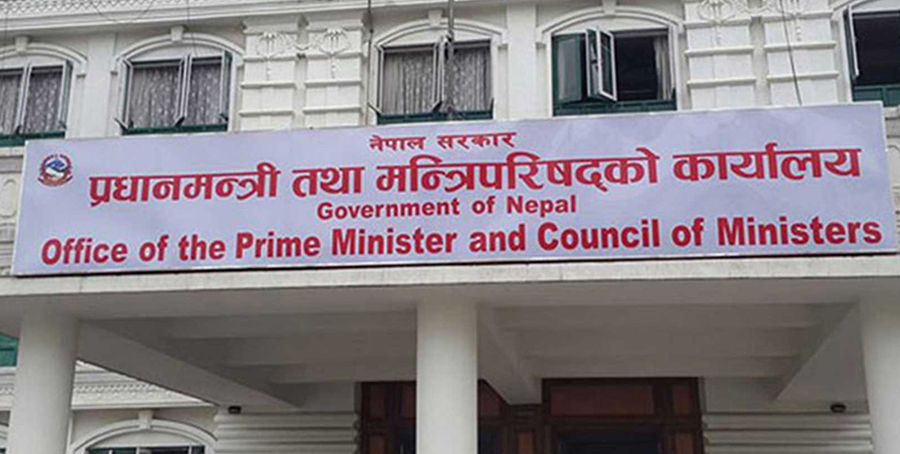 नेपाल सरकार
प्रधानमन्त्री तथा मन्त्रिपरिषद्को कार्यालय
Government of Nepal
Office of the Prime Minister and Council of Ministers